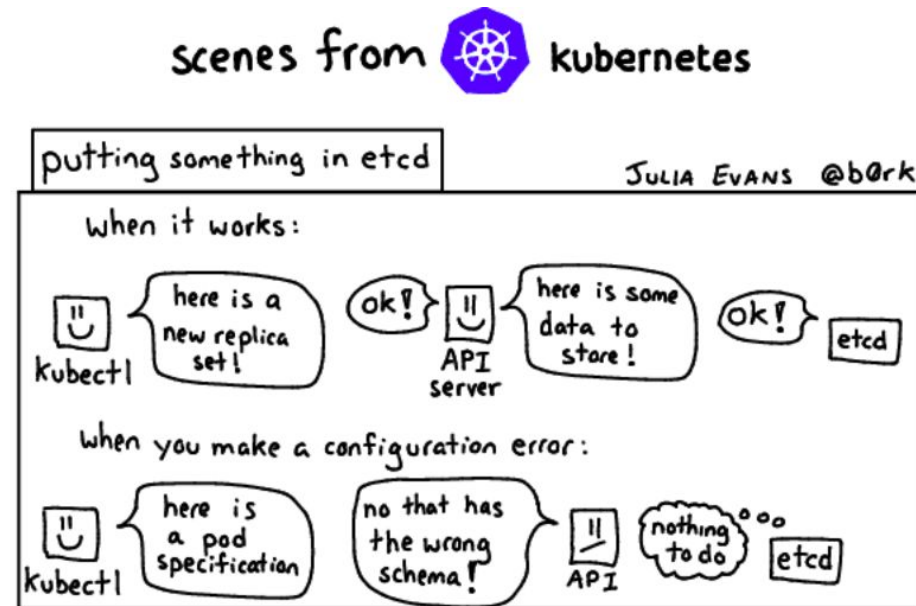 scenes from kubernetes
putting something in etcd
JULIA EVANS @b0rk
when it works:
here is a
new replica
set!
kubectl
ok!
API
server
here is some
data to
store!
ok!
etcd
when you make a configuration error:
here is
a pod
specification
kubectl
no that has
the wrong
schema!
API
nothing
to do
etcd